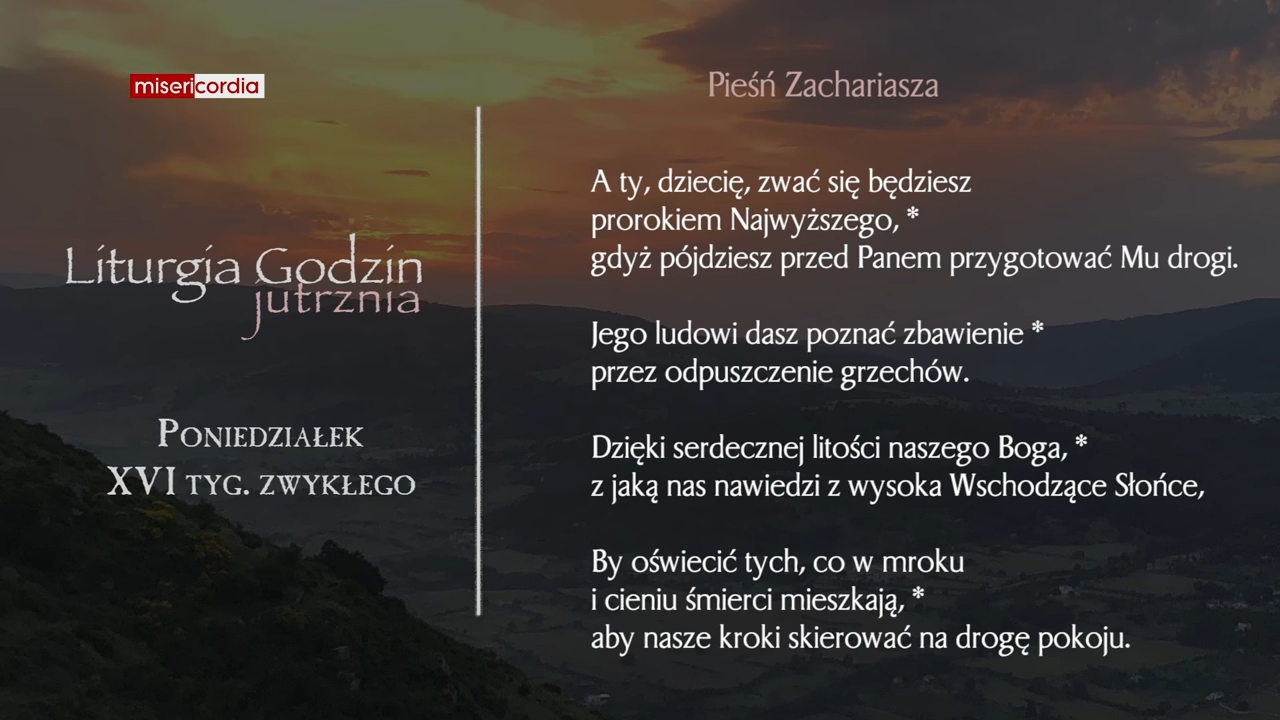 misericordia
Liturgia Godzin
jutrznia
Poniedziałek
XVI tyg. zwykłego
Pieśń Zachariasza
A ty, dziecię, zwać się będziesz
prorokiem Najwyższego, *
gdyż pójdziesz przed Panem przygotować Mu drogi.
Jego ludowi dasz poznać zbawienie *
przez odpuszczenie grzechów.
Dzięki serdecznej litości naszego Boga, *
z jaką nas nawiedzi z wysoka Wschodzące Słońce,
By oświecić tych, co w mroku
i cieniu śmierci mieszkają, *
aby nasze kroki skierować na drogę pokoju.